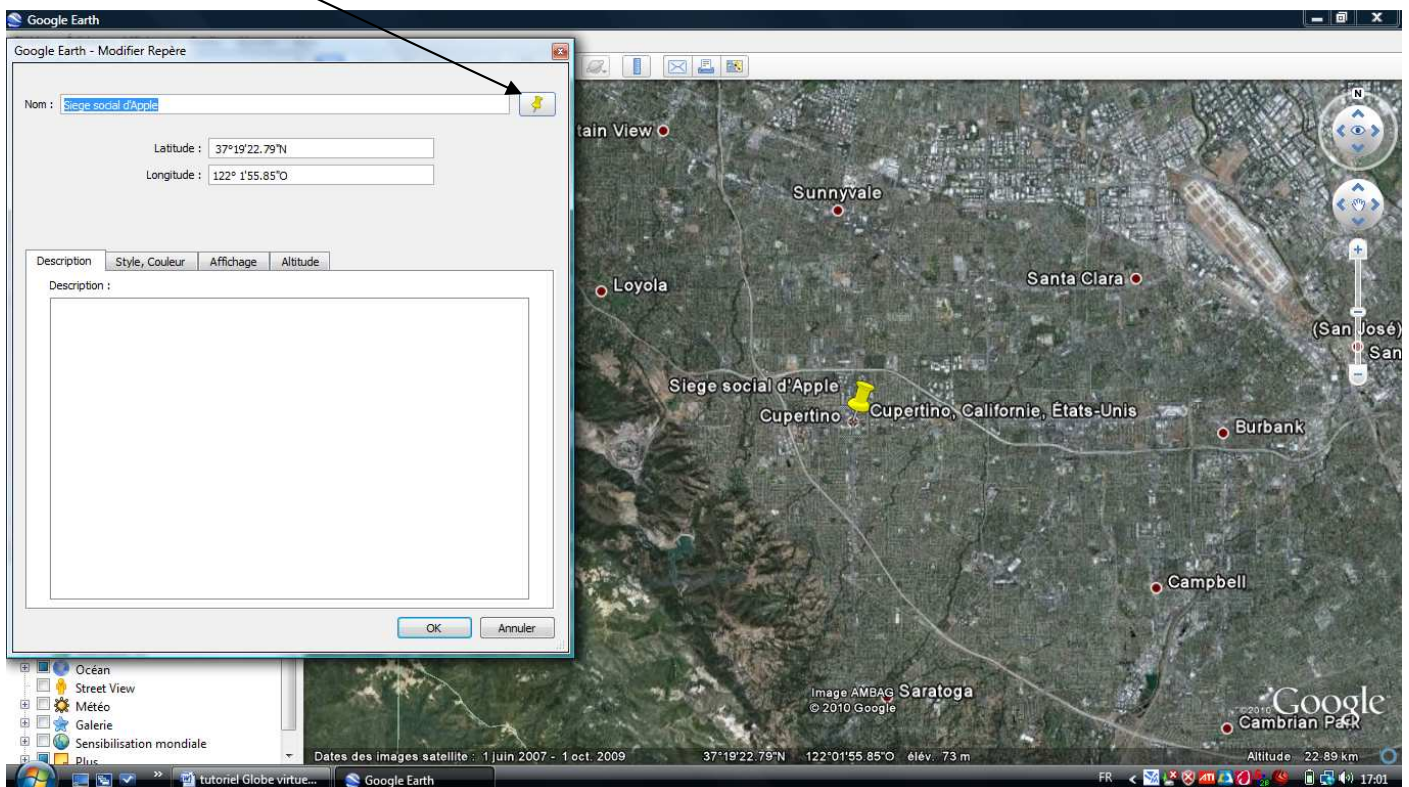 Google Earth
Google Earth - Modifier Repère
Nom : Siege social d'Apple
Latitude : 37°19'22.79"N
Longitude : 122° 1'55.85"O
Description Style, Couleur Affichage Altitude
Description :
OK Annuler
Océan
Street View
Météo
Galerie
Sensibilisation mondiale
Plus
N
tain View
Sunnyvale
Santa Clara
Loyola
(San José)
San
Siege social d'Apple
Cupertino
Cupertino, Californie, États-Unis
Burbank
Campbell
Image AMBAG
Saratoga
© 2010 Google
©2010 Google
Cambrian Park
Dates des images satellite : 1 juin 2007 - 1 oct. 2009 37°19'22.79"N 122°01'55.85"O élév. 73 m Altitude 22.89 km
tutoriel Globe virtue... Google Earth FR 17:01